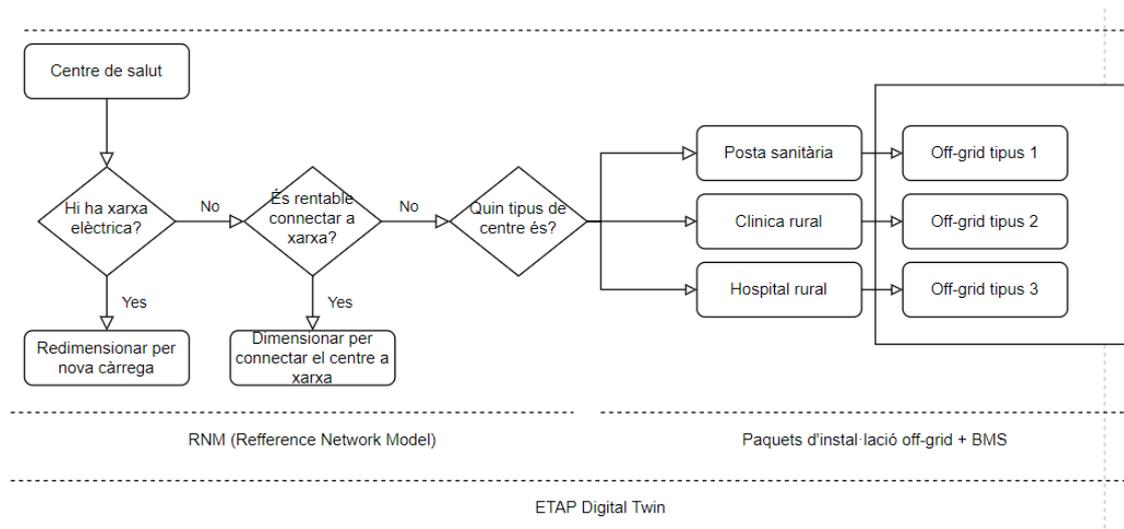 Centre de salut
Hi ha xarxa
elèctrica?
No
És rentable
connectar a
xarxa?
No
Quin tipus de
centre és?
Posta sanitària
Off-grid tipus 1
Clinica rural
Off-grid tipus 2
Hospital rural
Off-grid tipus 3
Yes
Yes
Redimensionar per
nova càrrega
Dimensionar per
connectar el centre a
xarxa
RNM (Refference Network Model)
Paquets d'instal·lació off-grid + BMS
ETAP Digital Twin